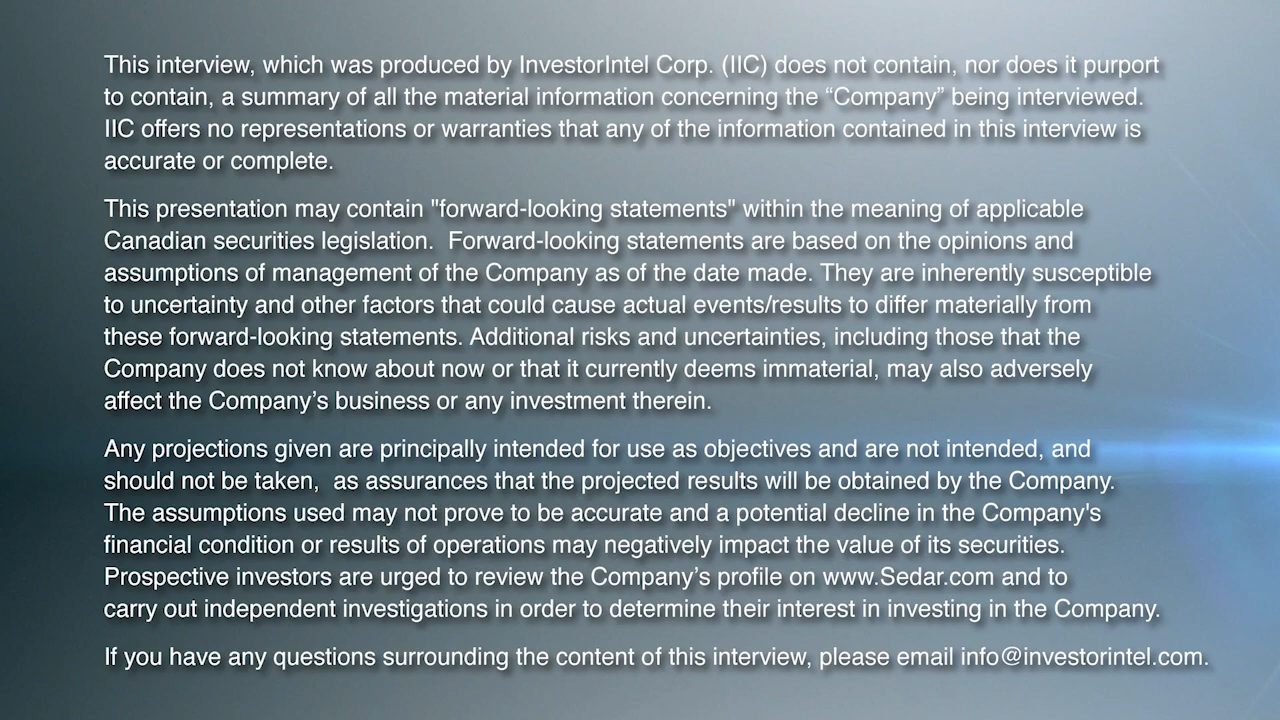 This interview, which was produced by InvestorIntel Corp. (IIC) does not contain, nor does it purport
to contain, a summary of all the material information concerning the “Company” being interviewed.
IIC offers no representations or warranties that any of the information contained in this interview is
accurate or complete.
This presentation may contain "forward-looking statements" within the meaning of applicable
Canadian securities legislation.  Forward-looking statements are based on the opinions and
assumptions of management of the Company as of the date made. They are inherently susceptible
to uncertainty and other factors that could cause actual events/results to differ materially from
these forward-looking statements. Additional risks and uncertainties, including those that the
Company does not know about now or that it currently deems immaterial, may also adversely
affect the Company’s business or any investment therein.
Any projections given are principally intended for use as objectives and are not intended, and
should not be taken,  as assurances that the projected results will be obtained by the Company.
The assumptions used may not prove to be accurate and a potential decline in the Company's
financial condition or results of operations may negatively impact the value of its securities.
Prospective investors are urged to review the Company’s profile on www.Sedar.com and to
carry out independent investigations in order to determine their interest in investing in the Company.
If you have any questions surrounding the content of this interview, please email info@investorintel.com.